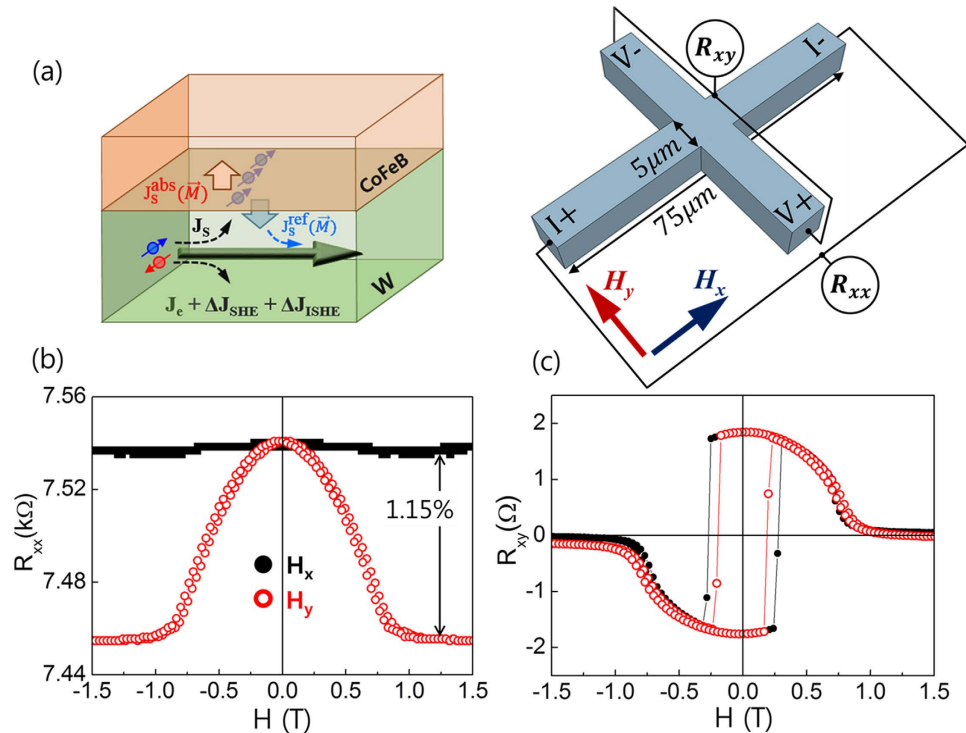 (a)
CoFeB
J_S^abs(M⃗)
J_S
J_S^ref(M⃗)
W
J_e + ΔJ_SHE + ΔJ_ISHE
V-
R_xy
I-
5μm
I+
75μm
V+
H_y
H_x
R_xx
(b)
7.56
7.52
7.48
7.44
R_xx(kΩ)
1.15%
H_x
H_y
-1.5 -1.0 -0.5 0.0 0.5 1.0 1.5
H (T)
(c)
2
1
0
-1
-2
R_xy(Ω)
H_x
H_y
-1.5 -1.0 -0.5 0.0 0.5 1.0 1.5
H (T)